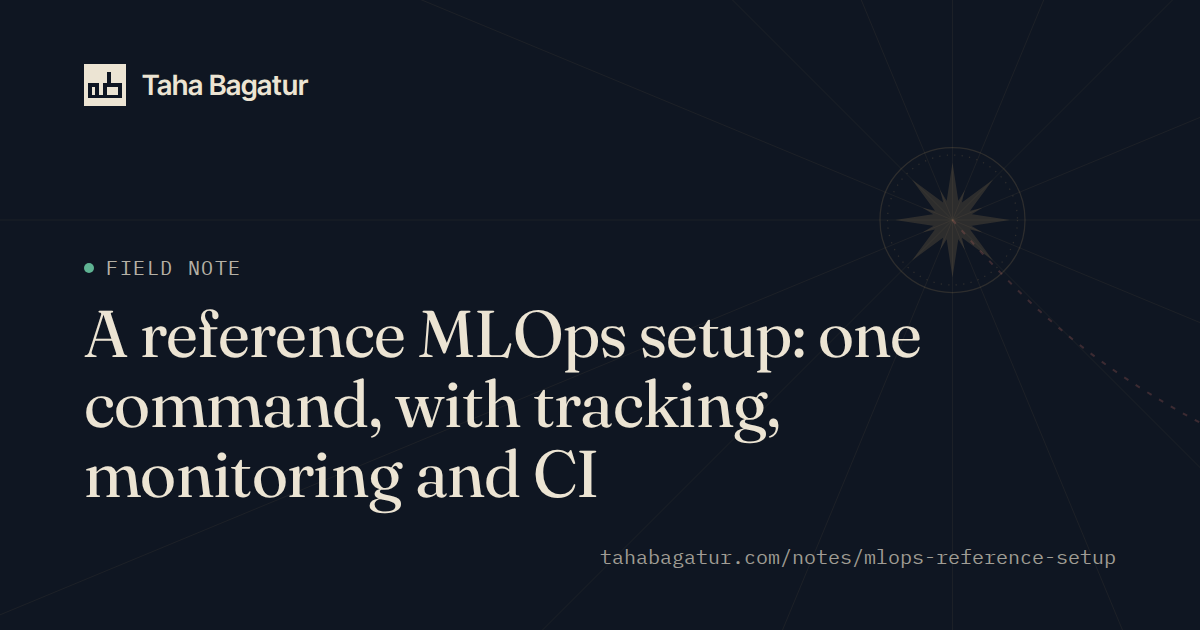 Taha Bagatur
FIELD NOTE
A reference MLOps setup: one
command, with tracking,
monitoring and CI
tahabagatur.com/notes/mlops-reference-setup